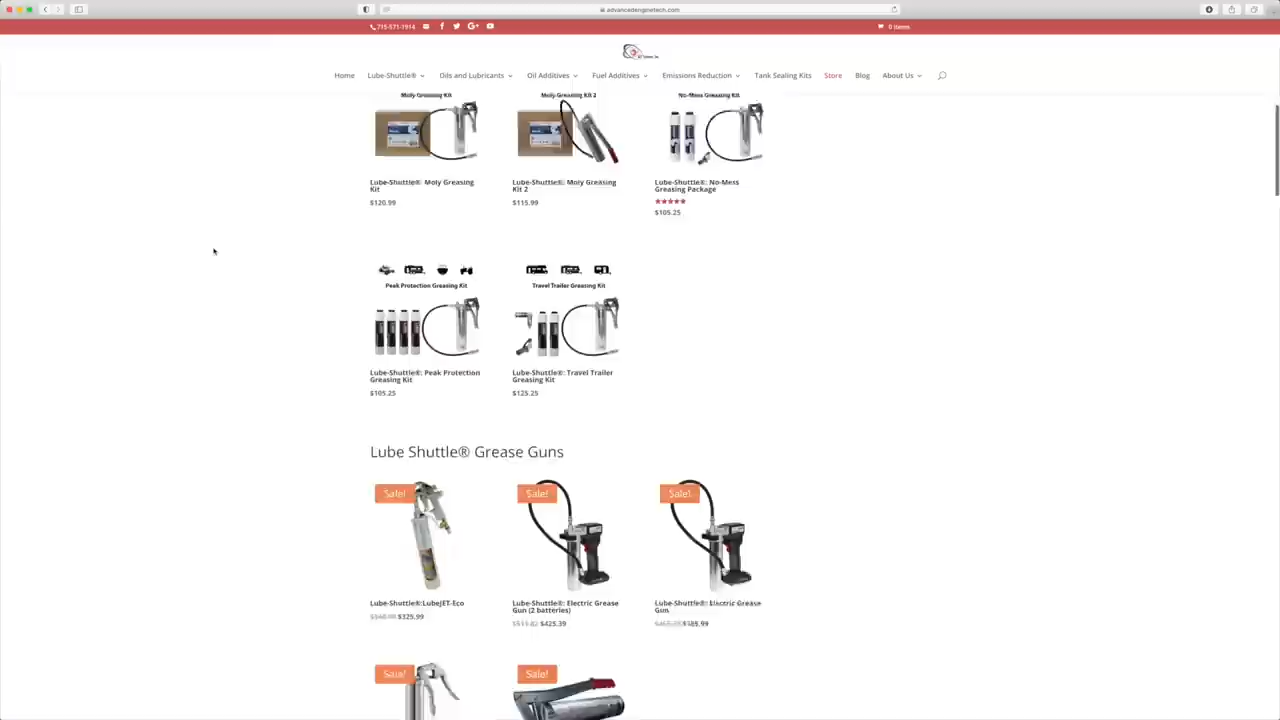 advancedenginetech.com
715-571-1914
0 Items
Home
Lube-Shuttle®
Oils and Lubricants
Oil Additives
Fuel Additives
Emissions Reduction
Tank Sealing Kits
Store
Blog
About Us
Moly Greasing Kit
Moly Greasing Kit 2
No-Mess Greasing Kit
Lube-Shuttle®: Moly Greasing
Kit
$120.99
Lube-Shuttle®: Moly Greasing
Kit 2
$115.99
Lube-Shuttle®: No-Mess
Greasing Package
$105.25
Peak Protection Greasing Kit
Travel Trailer Greasing Kit
Lube-Shuttle®: Peak Protection
Greasing Kit
$105.25
Lube-Shuttle®: Travel Trailer
Greasing Kit
$125.25
Lube Shuttle® Grease Guns
Sale!
Sale!
Sale!
Lube-Shuttle®:LubeJET-Eco
$325.99
Lube-Shuttle®: Electric Grease
Gun (2 batteries)
$425.39
Lube-Shuttle®: Electric Grease
Gun
Sale!
Sale!